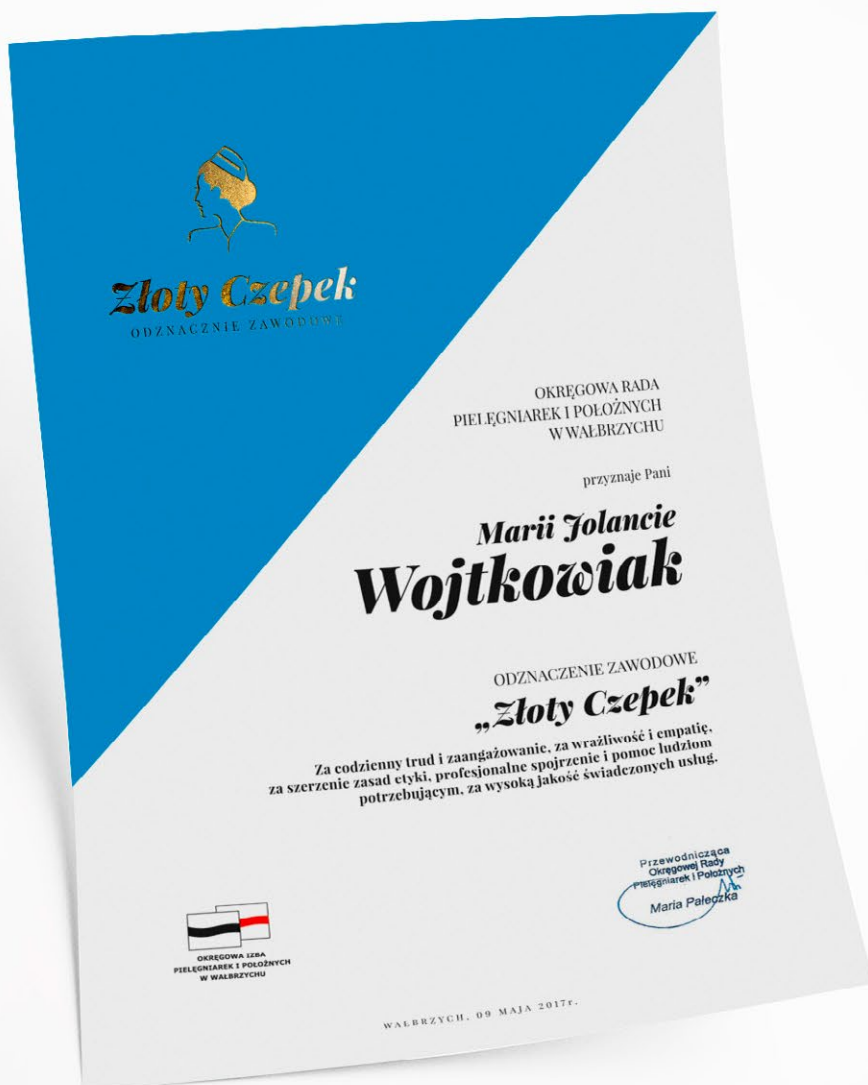 Złoty Czepek
ODZNACZNIE ZAWODOWE
OKRĘGOWA RADA
PIELĘGNIAREK I POŁOŻNYCH
W WAŁBRZYCHU
przyznaje Pani
Marii Jolancie
Wojtkowiak
ODZNACZENIE ZAWODOWE
„Złoty Czepek”
Za codzienny trud i zaangażowanie, za wrażliwość i empatię,
za szerzenie zasad etyki, profesjonalne spojrzenie i pomoc ludziom
potrzebującym, za wysoką jakość świadczonych usług.
Przewodnicząca
Okręgowej Rady
Pielęgniarek i Położnych
Maria Pałeczka
OKRĘGOWA IZBA
PIELĘGNIAREK I POŁOŻNYCH
W WAŁBRZYCHU
WAŁBRZYCH, 09 MAJA 2017r.